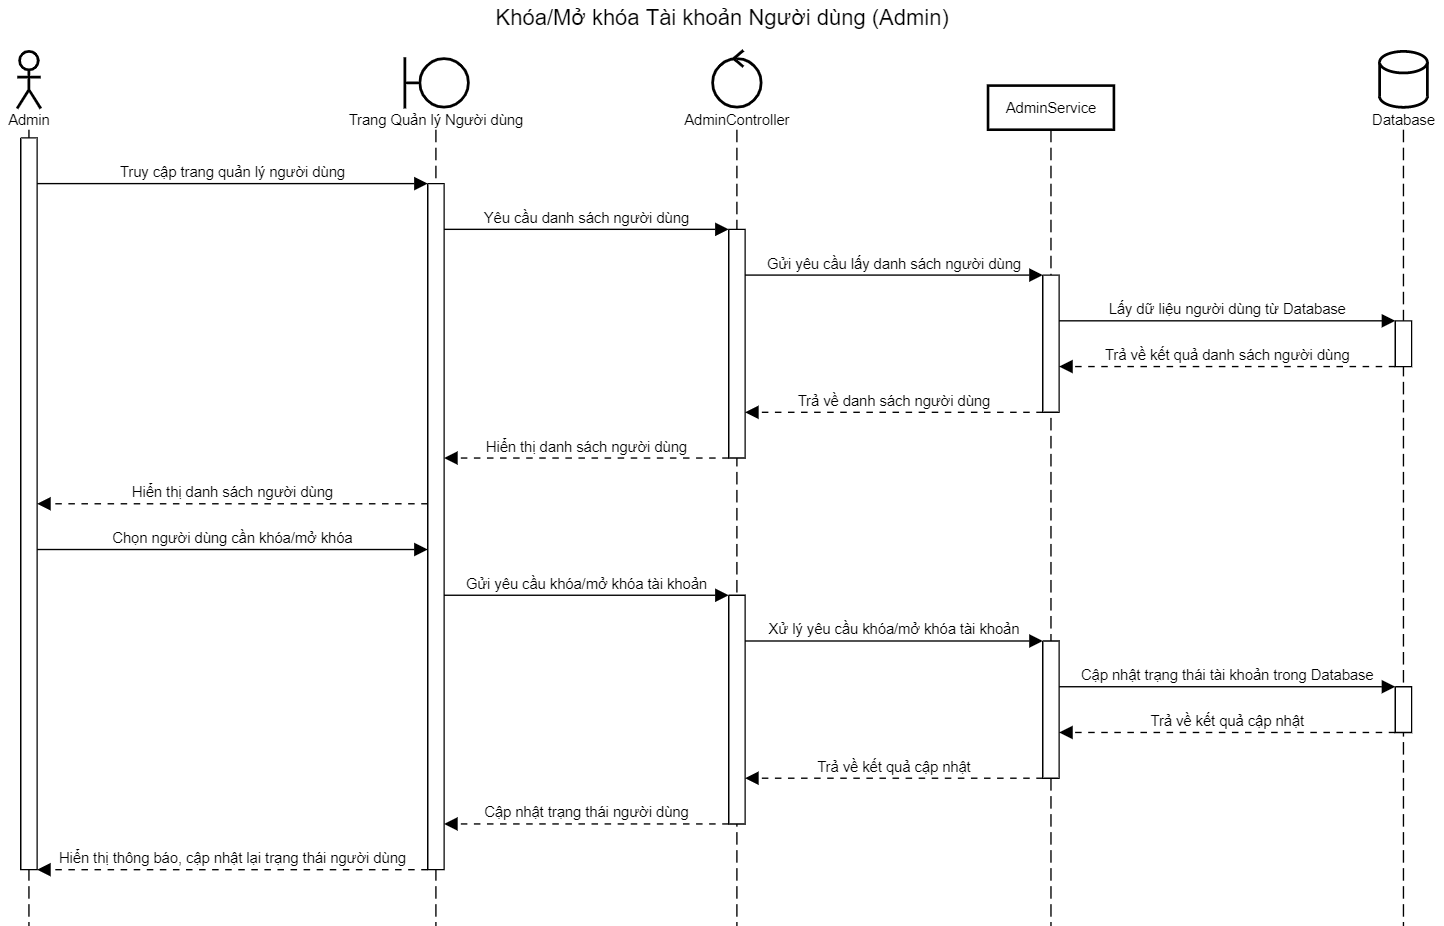 Khóa/Mở khóa Tài khoản Người dùng (Admin)
Admin
Trang Quản lý Người dùng
AdminController
AdminService
Database
Truy cập trang quản lý người dùng
Yêu cầu danh sách người dùng
Gửi yêu cầu lấy danh sách người dùng
Lấy dữ liệu người dùng từ Database
Trả về kết quả danh sách người dùng
Trả về danh sách người dùng
Hiển thị danh sách người dùng
Hiển thị danh sách người dùng
Chọn người dùng cần khóa/mở khóa
Gửi yêu cầu khóa/mở khóa tài khoản
Xử lý yêu cầu khóa/mở khóa tài khoản
Cập nhật trạng thái tài khoản trong Database
Trả về kết quả cập nhật
Trả về kết quả cập nhật
Cập nhật trạng thái người dùng
Hiển thị thông báo, cập nhật lại trạng thái người dùng